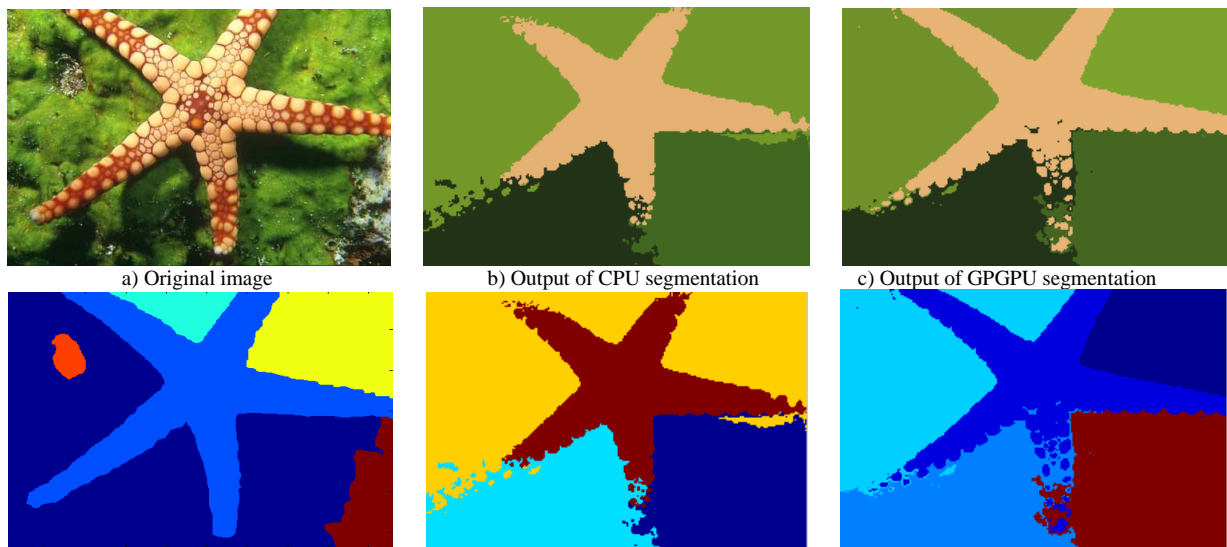 a) Original image
b) Output of CPU segmentation
c) Output of GPGPU segmentation